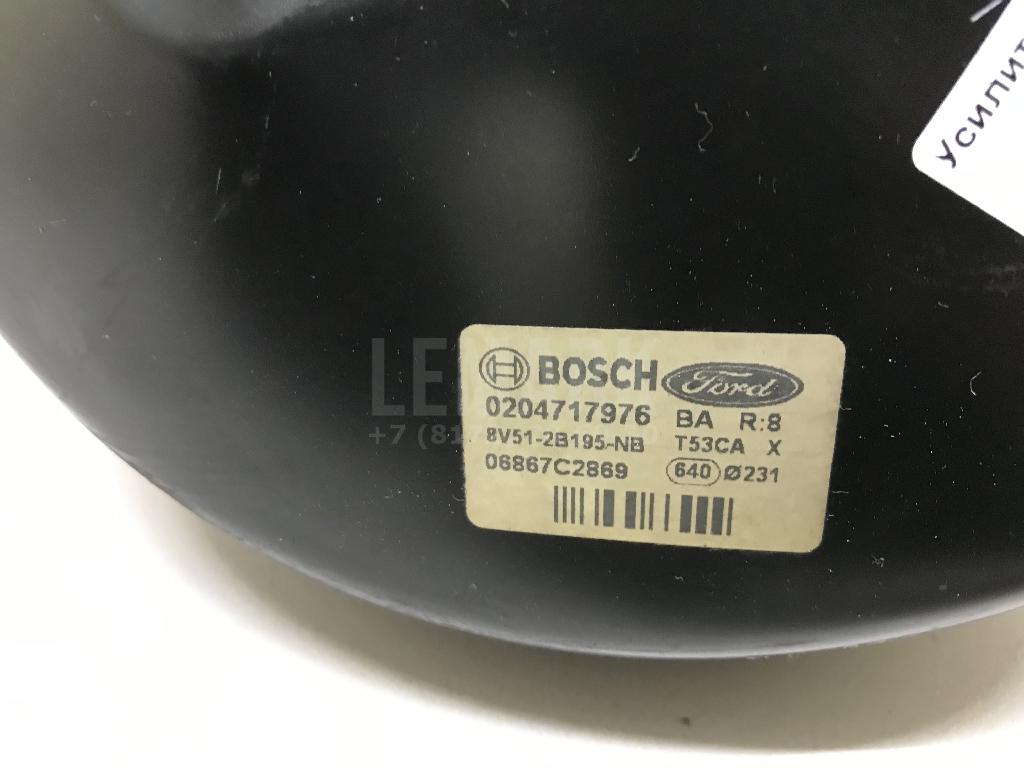 Усилит
BOSCH Ford
0204717976 BA R:8
8V51-2B195-NB T53CA X
06867C2869 640 Ø231